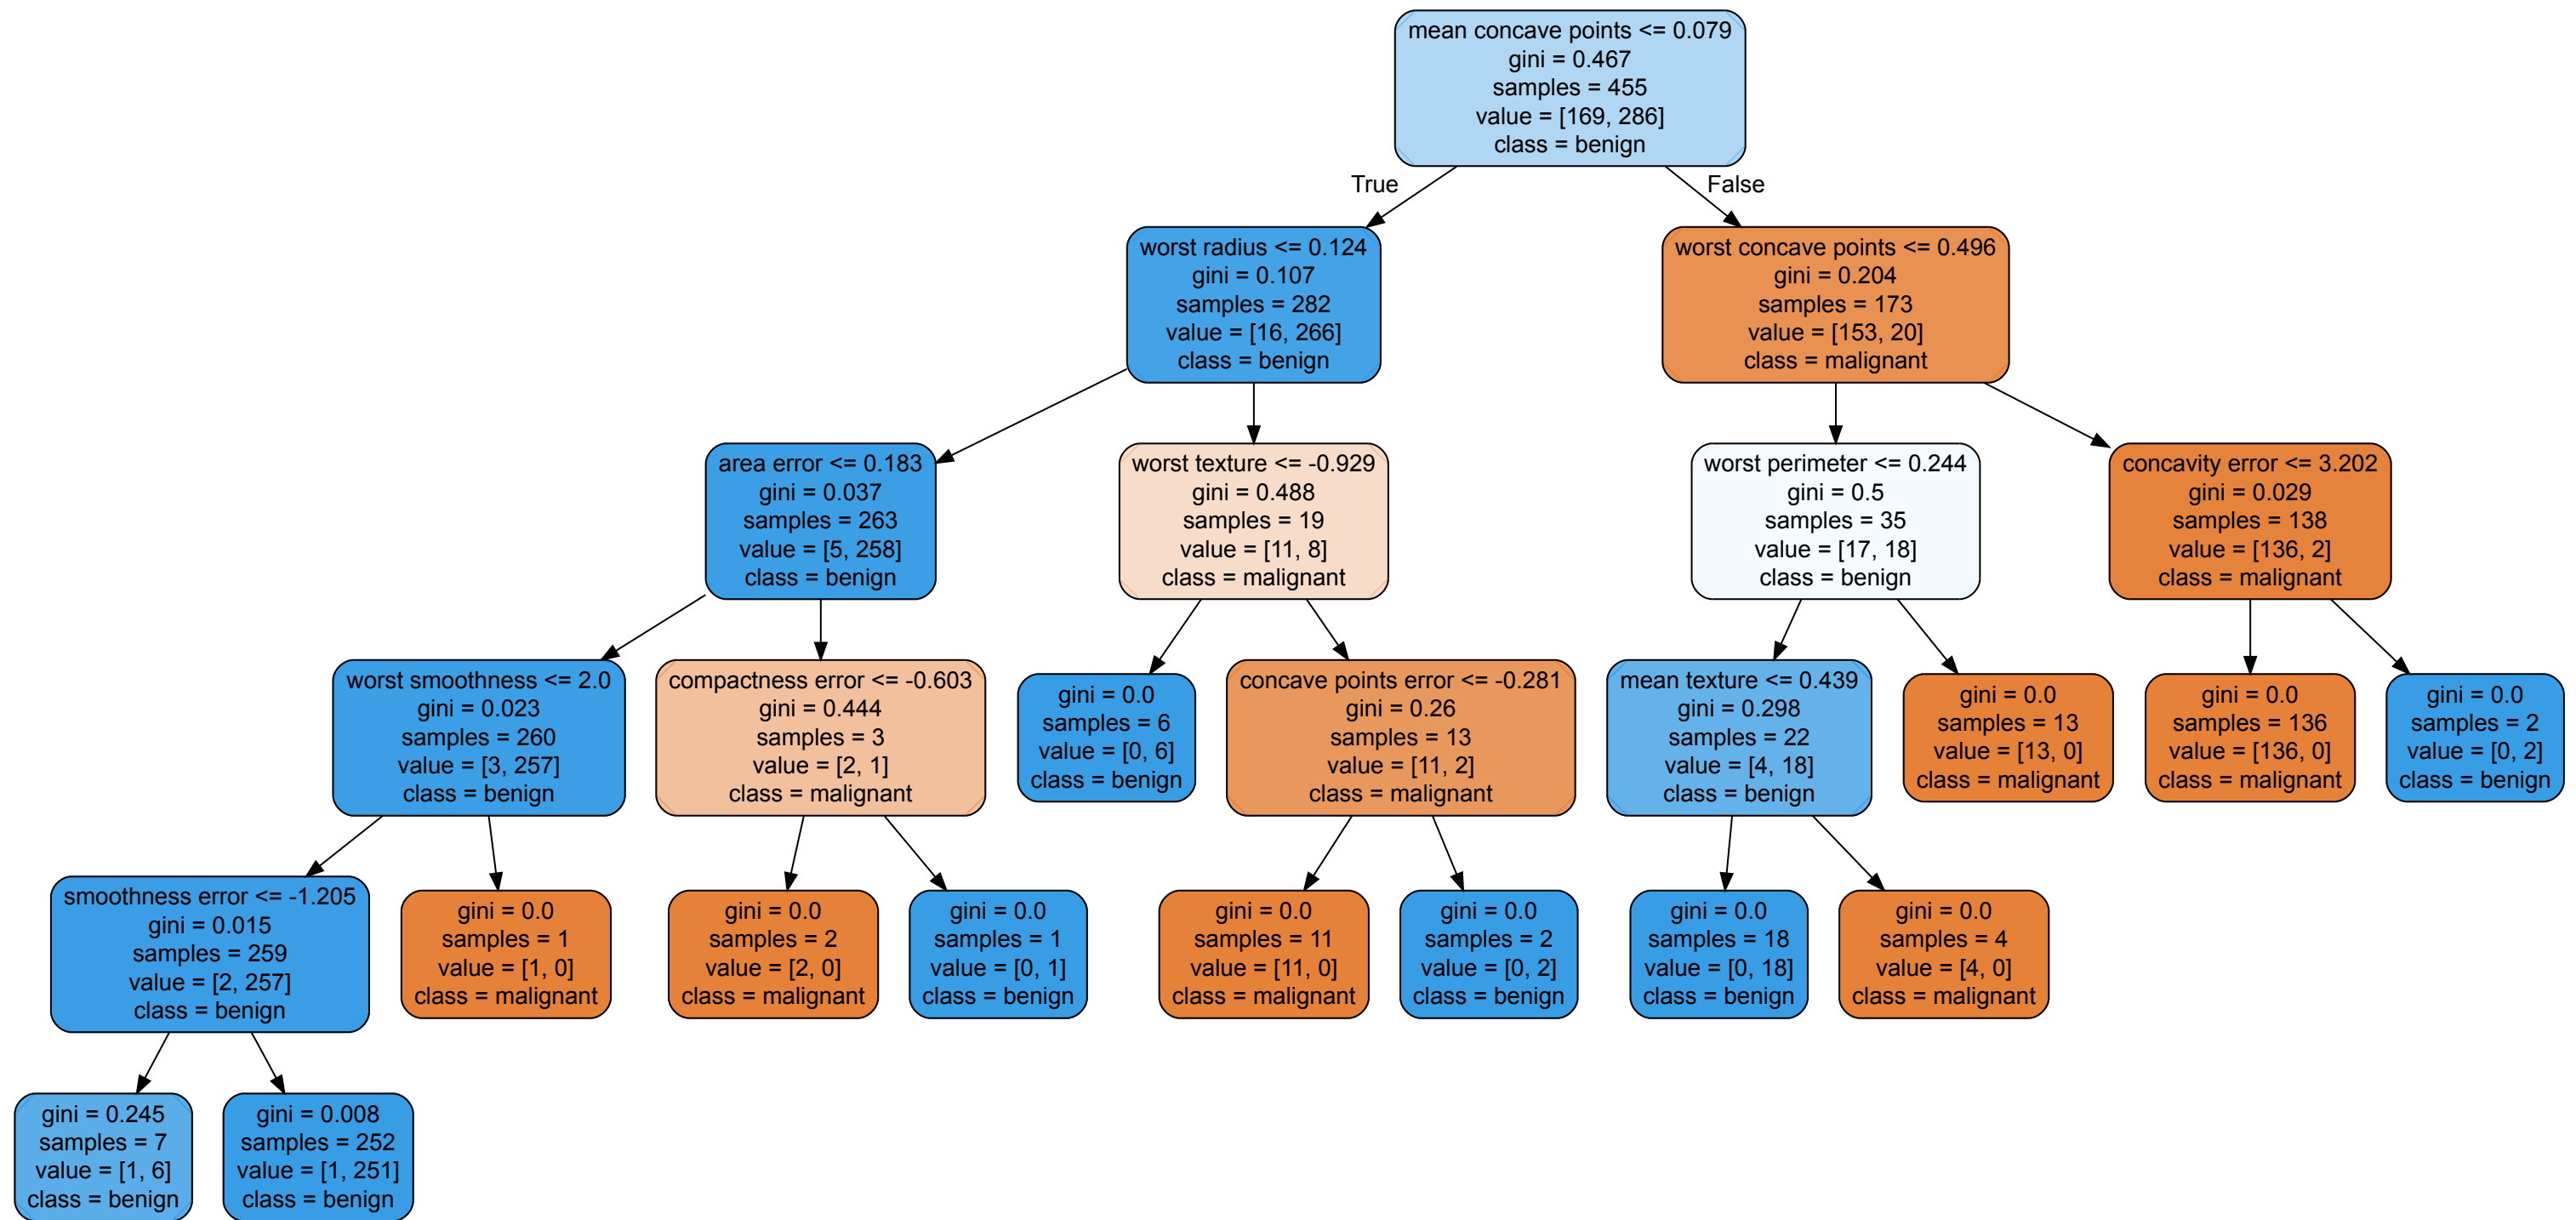 mean concave points <= 0.079
gini = 0.467
samples = 455
value = [169, 286]
class = benign
True
False
worst radius <= 0.124
gini = 0.107
samples = 282
value = [16, 266]
class = benign
worst concave points <= 0.496
gini = 0.204
samples = 173
value = [153, 20]
class = malignant
area error <= 0.183
gini = 0.037
samples = 263
value = [5, 258]
class = benign
worst texture <= -0.929
gini = 0.488
samples = 19
value = [11, 8]
class = malignant
worst perimeter <= 0.244
gini = 0.5
samples = 35
value = [17, 18]
class = benign
concavity error <= 3.202
gini = 0.029
samples = 138
value = [136, 2]
class = malignant
worst smoothness <= 2.0
gini = 0.023
samples = 260
value = [3, 257]
class = benign
compactness error <= -0.603
gini = 0.444
samples = 3
value = [2, 1]
class = malignant
gini = 0.0
samples = 6
value = [0, 6]
class = benign
concave points error <= -0.281
gini = 0.26
samples = 13
value = [11, 2]
class = malignant
mean texture <= 0.439
gini = 0.298
samples = 22
value = [4, 18]
class = benign
gini = 0.0
samples = 13
value = [13, 0]
class = malignant
gini = 0.0
samples = 136
value = [136, 0]
class = malignant
gini = 0.0
samples = 2
value = [0, 2]
class = benign
smoothness error <= -1.205
gini = 0.015
samples = 259
value = [2, 257]
class = benign
gini = 0.0
samples = 1
value = [1, 0]
class = malignant
gini = 0.0
samples = 2
value = [2, 0]
class = malignant
gini = 0.0
samples = 1
value = [0, 1]
class = benign
gini = 0.0
samples = 11
value = [11, 0]
class = malignant
gini = 0.0
samples = 2
value = [0, 2]
class = benign
gini = 0.0
samples = 18
value = [0, 18]
class = benign
gini = 0.0
samples = 4
value = [4, 0]
class = malignant
gini = 0.245
samples = 7
value = [1, 6]
class = benign
gini = 0.008
samples = 252
value = [1, 251]
class = benign